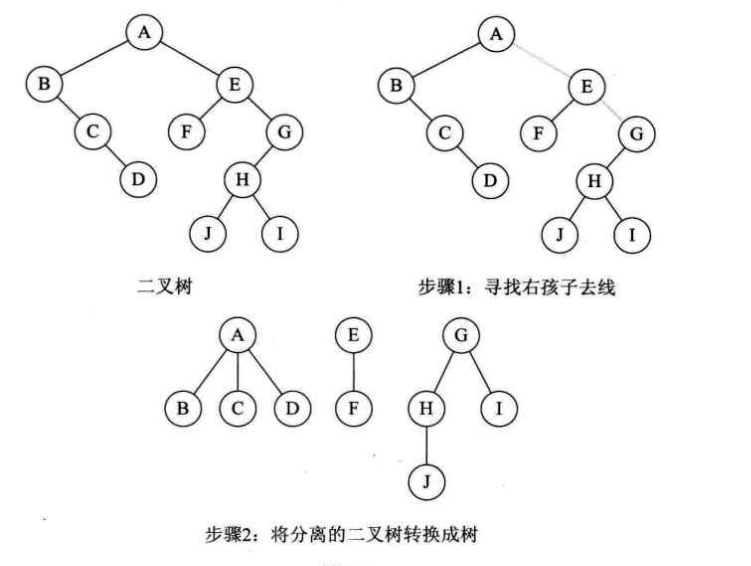 A A
B E B E
C F G C F G
D H D H
J I J I
二叉树 步骤1：寻找右孩子去线
A E G
B C D F H I
J
步骤2：将分离的二叉树转换成树